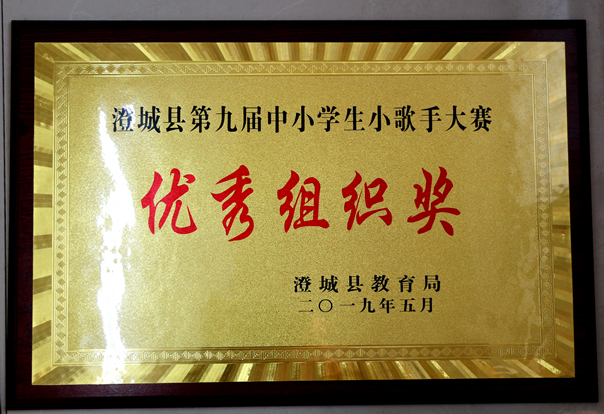 澄城县第九届中小学生小歌手大赛
优秀组织奖
澄城县教育局
二〇一九年五月